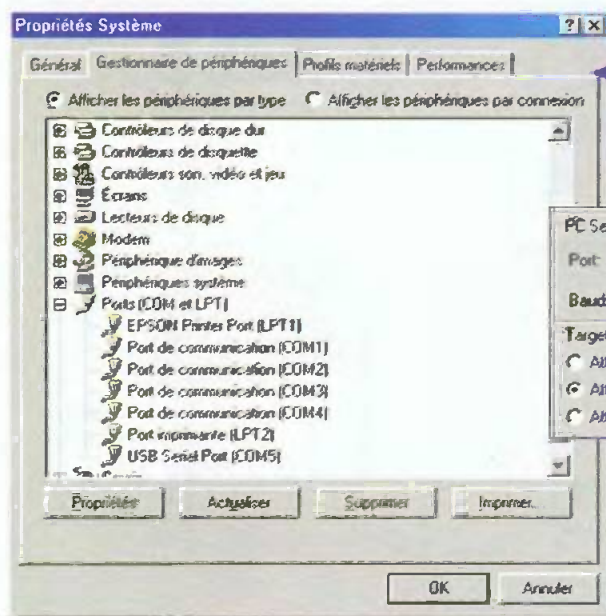 Propriétés Système
Général Gestionnaire de périphériques Profils matériels Performances
Afficher les périphériques par type Afficher les périphériques par connexion
Contrôleurs de disque dur
Contrôleurs de disquette
Contrôleurs son, vidéo et jeu
Écrans
Lecteurs de disque
Modem
Périphérique d'images
Périphériques système
Ports (COM et LPT)
EPSON Printer Port (LPT1)
Port de communication (COM1)
Port de communication (COM2)
Port de communication (COM3)
Port de communication (COM4)
Port imprimante (LPT2)
USB Serial Port (COM5)
Propriétés Actualiser Supprimer Imprimer...
OK Annuler
PC Se
Port:
Baud
Target